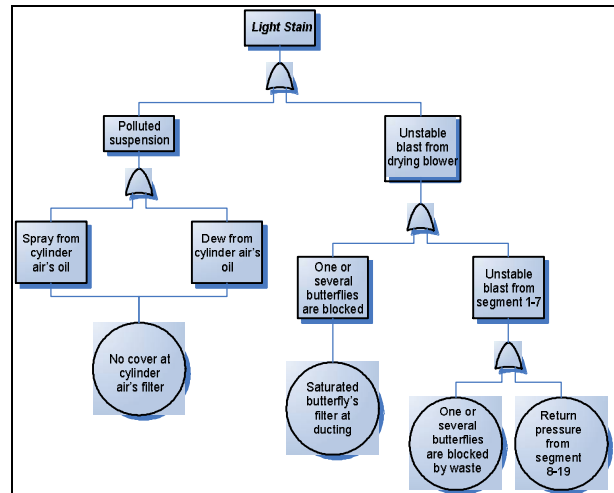 Light Stain
Polluted
suspension
Unstable
blast from
drying blower
Spray from
cylinder
air's oil
Dew from
cylinder air's
oil
One or
several
butterflies
are blocked
Unstable
blast from
segment 1-7
No cover at
cylinder
air's filter
Saturated
butterfly's
filter at
ducting
One or
several
butterflies
are blocked
by waste
Return
pressure
from
segment
8-19